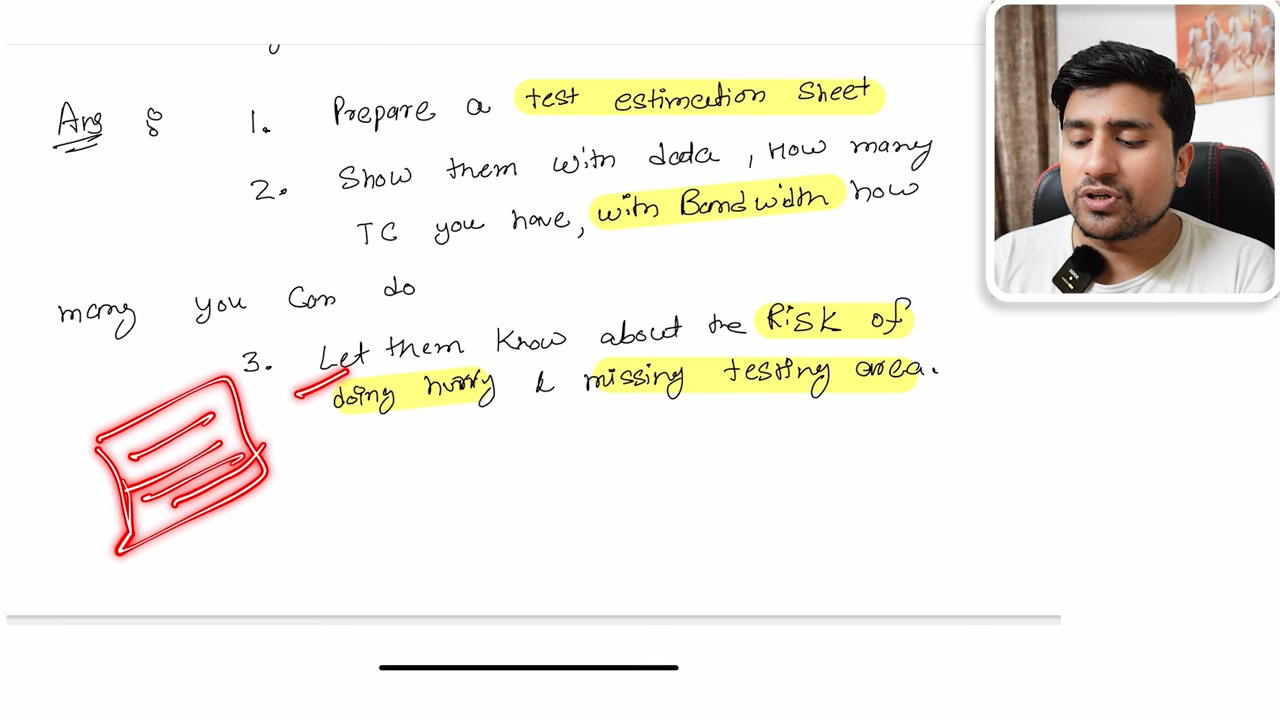 Ans :
1. Prepare a test estimation sheet
2. Show them with data, How many
TC you have, with Bandwidth how
many you can do
3. Let them know about the Risk of
doing hurry & missing testing area.